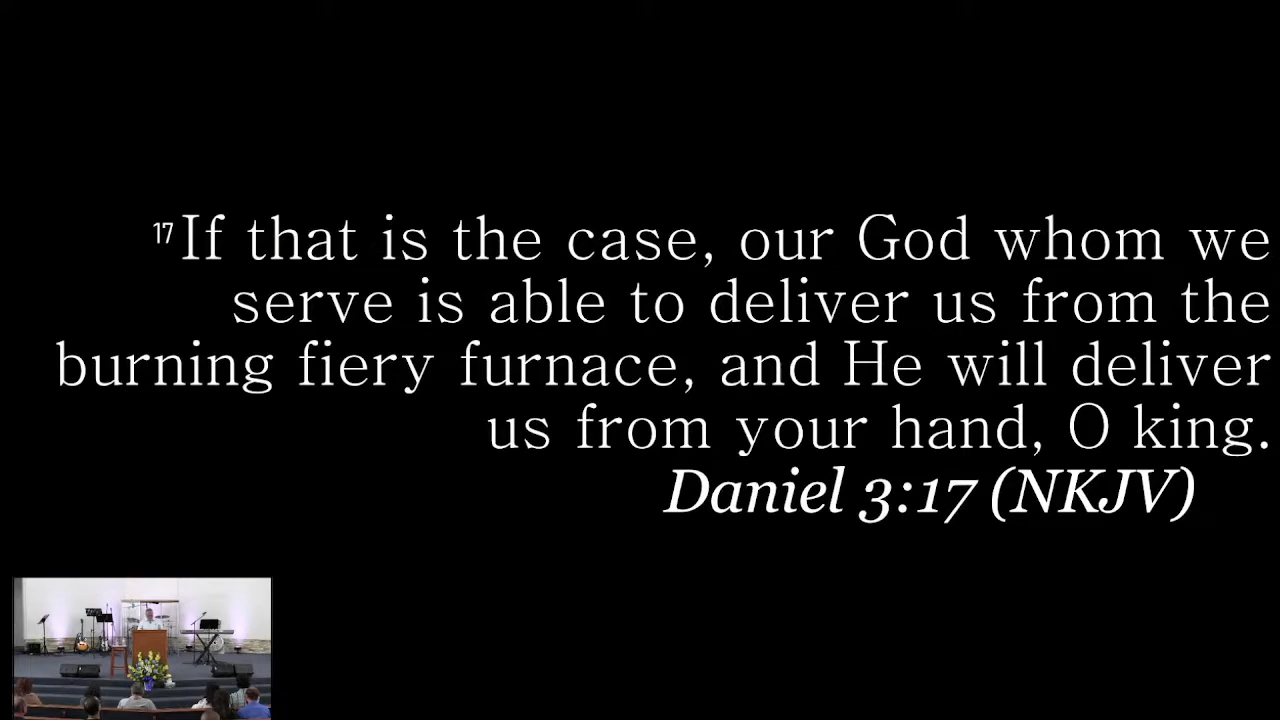 17If that is the case, our God whom we
serve is able to deliver us from the
burning fiery furnace, and He will deliver
us from your hand, O king.
Daniel 3:17 (NKJV)